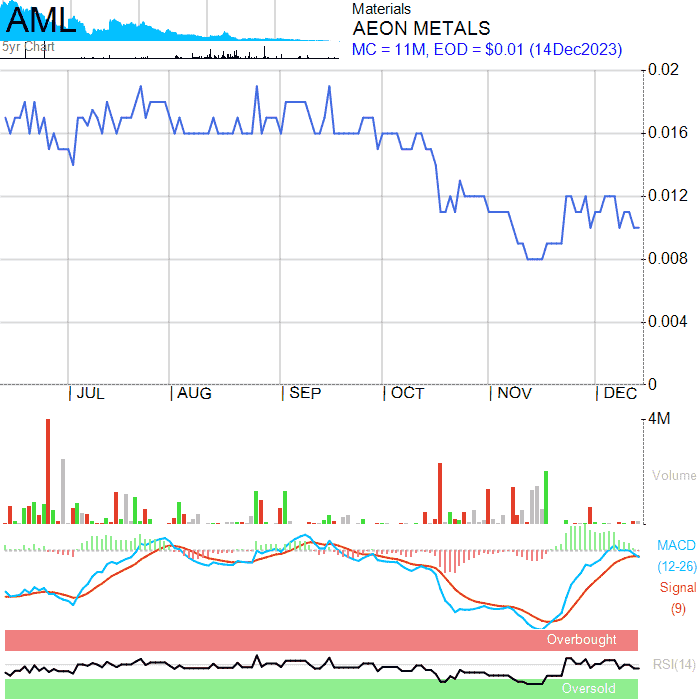 AML
5yr Chart
Materials
AEON METALS
MC = 11M, EOD = $0.01 (14Dec2023)
0.02
0.016
0.012
0.008
0.004
0
JUL
AUG
SEP
OCT
NOV
DEC
4M
Volume
MACD
(12-26)
Signal
(9)
Overbought
RSI(14)
Oversold